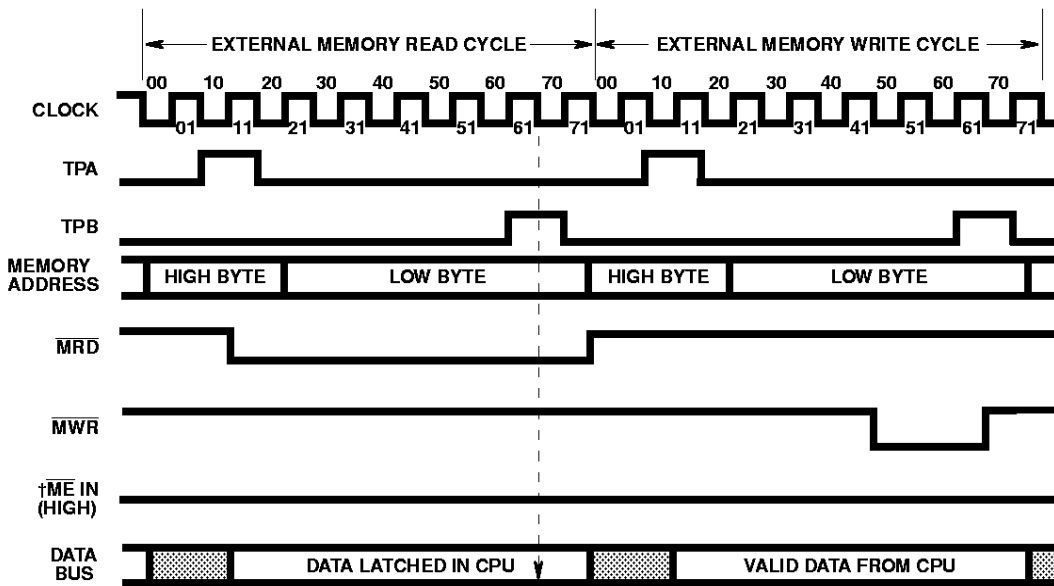 EXTERNAL MEMORY READ CYCLE EXTERNAL MEMORY WRITE CYCLE
00 10 20 30 40 50 60 70 00 10 20 30 40 50 60 70
CLOCK
01 11 21 31 41 51 61 71 01 11 21 31 41 51 61 71
TPA
TPB
MEMORY
ADDRESS
HIGH BYTE LOW BYTE HIGH BYTE LOW BYTE
MRD
MWR
†ME IN
(HIGH)
DATA
BUS
DATA LATCHED IN CPU VALID DATA FROM CPU